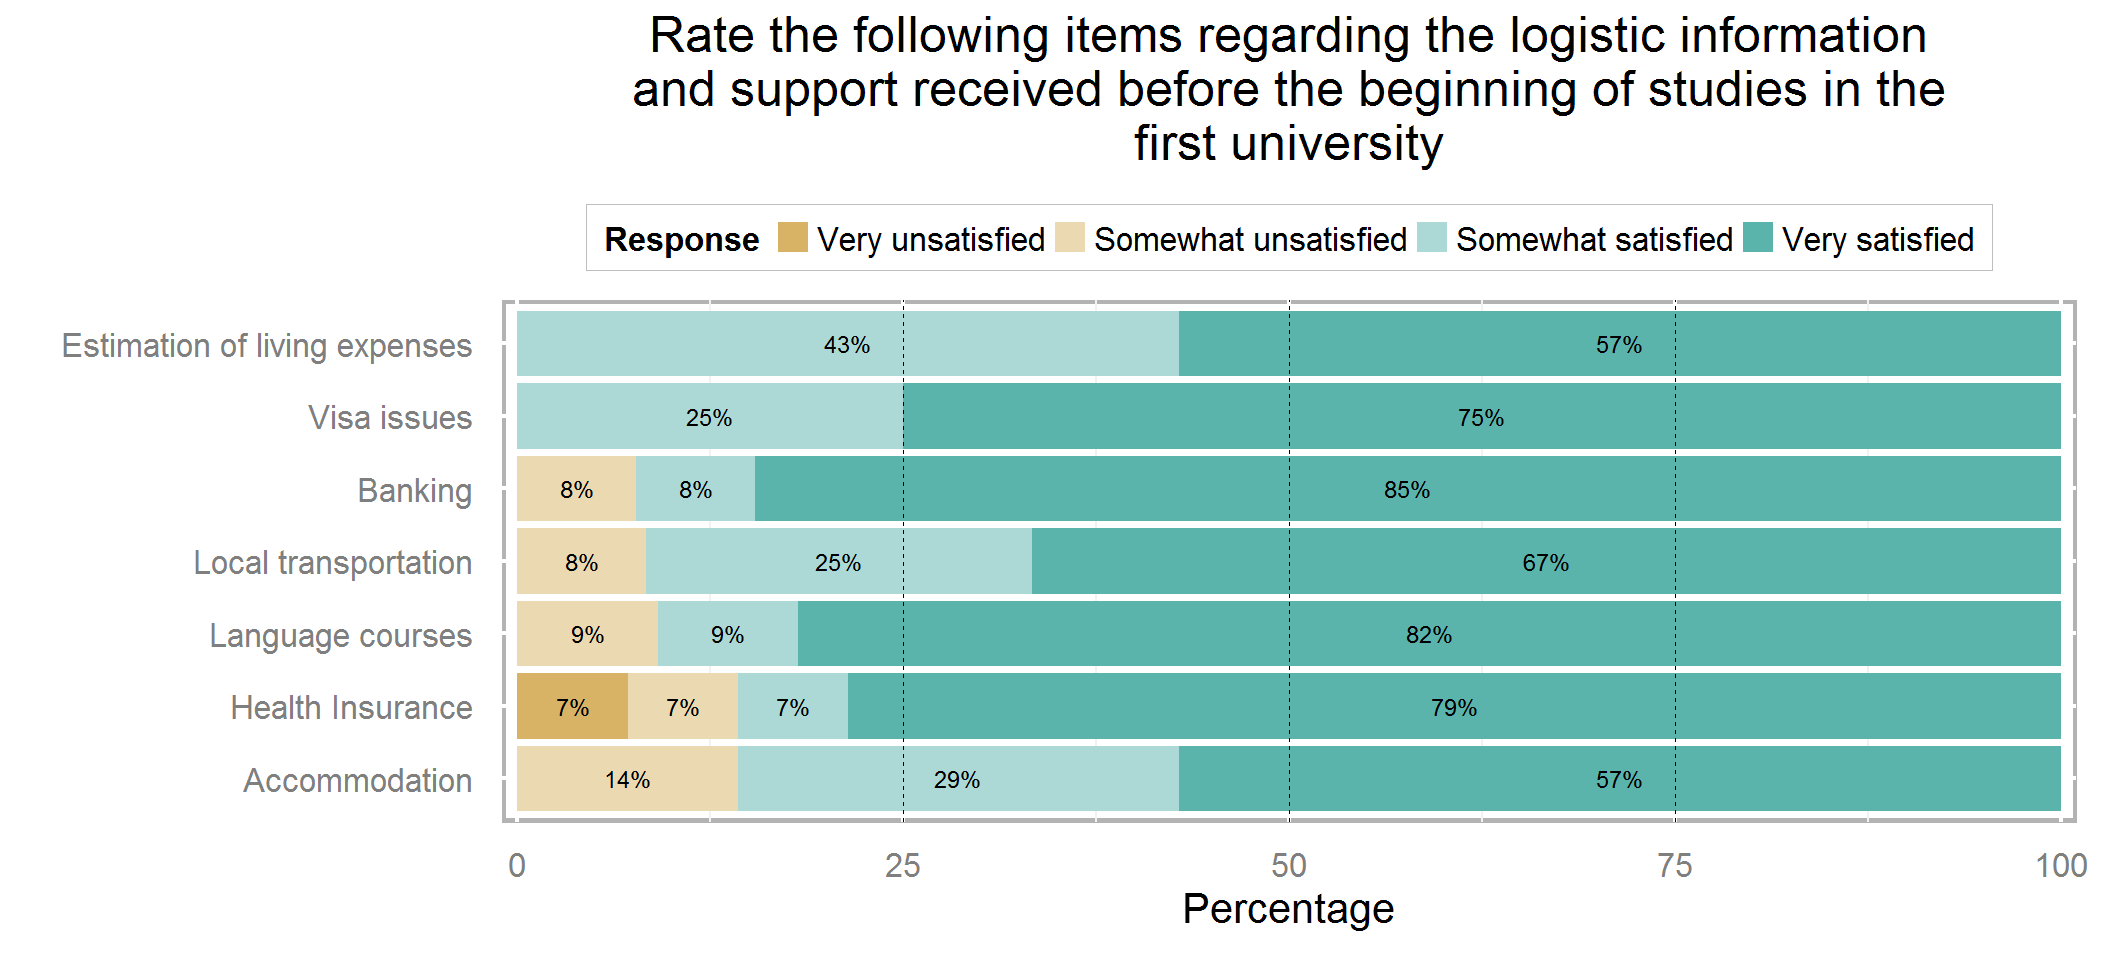 Rate the following items regarding the logistic information
and support received before the beginning of studies in the
first university
Response Very unsatisfied Somewhat unsatisfied Somewhat satisfied Very satisfied
Estimation of living expenses 43% 57%
Visa issues 25% 75%
Banking 8% 8% 85%
Local transportation 8% 25% 67%
Language courses 9% 9% 82%
Health Insurance 7% 7% 7% 79%
Accommodation 14% 29% 57%
0 25 50 75 100
Percentage